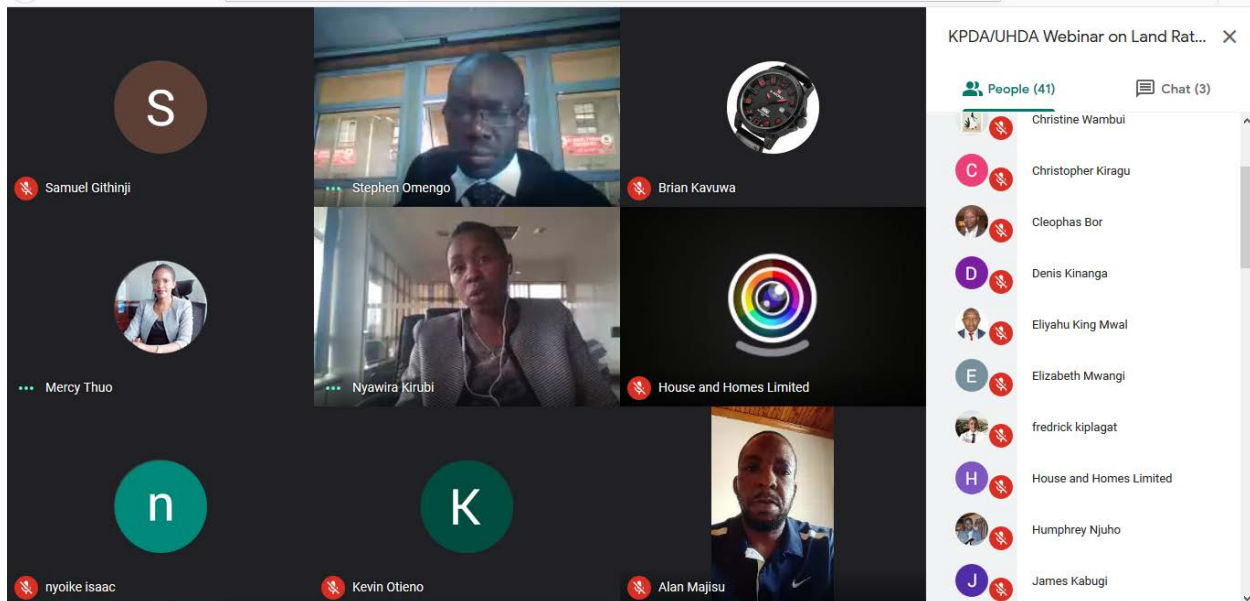 S
Samuel Githinji
Stephen Omengo
Brian Kavuwa
Mercy Thuo
Nyawira Kirubi
House and Homes Limited
n
nyoike isaac
K
Kevin Otieno
Alan Majisu
KPDA/UHDA Webinar on Land Rat...
People (41)
Chat (3)
Christine Wambui
C
Christopher Kiragu
Cleophas Bor
D
Denis Kinanga
Eliyahu King Mwal
E
Elizabeth Mwangi
fredrick kiplagat
H
House and Homes Limited
Humphrey Njuho
J
James Kabugi